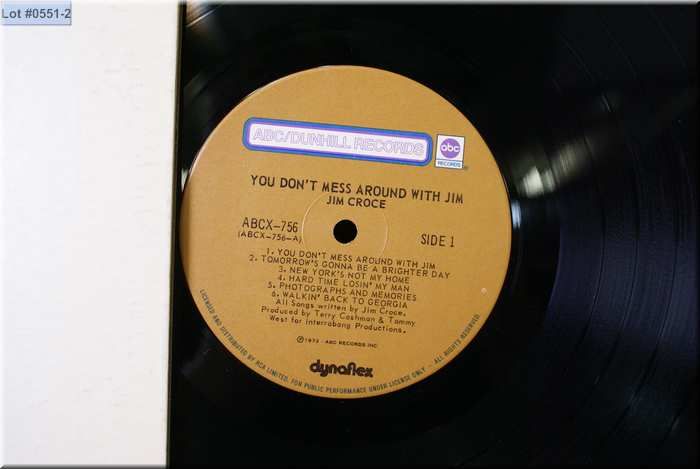 Lot #0551-2
ABC/DUNHILL RECORDS
abc
RECORDS
YOU DON'T MESS AROUND WITH JIM
JIM CROCE
ABCX-756
(ABCX-756-A)
SIDE 1
1. YOU DON'T MESS AROUND WITH JIM
2. TOMORROW'S GONNA BE A BRIGHTER DAY
3. NEW YORK'S NOT MY HOME
4. HARD TIME LOSIN' MY MAN
5. PHOTOGRAPHS AND MEMORIES
6. WALKIN' BACK TO GEORGIA
All Songs written by Jim Croce.
Produced by Terry Cashman & Tommy
West for Interrobang Productions.
© 1972 - ABC RECORDS INC.
dynaflex
LICENSED AND DISTRIBUTED BY RCA LIMITED. FOR PUBLIC PERFORMANCE UNDER LICENSE ONLY. - ALL RIGHTS RESERVED.